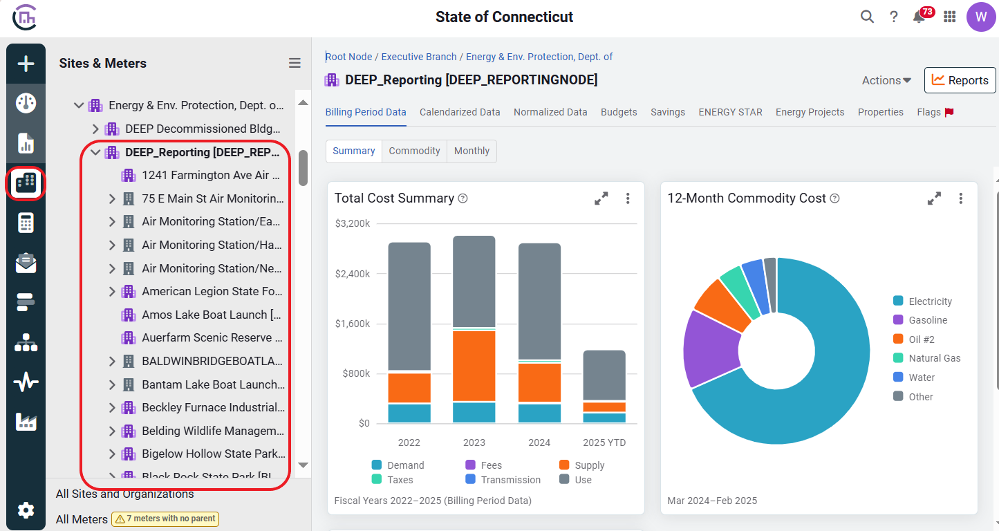 State of Connecticut
?
73
W
Sites & Meters
Energy & Env. Protection, Dept. o...
DEEP Decommissioned Bldg...
DEEP_Reporting [DEEP_REP...
1241 Farmington Ave Air ...
75 E Main St Air Monitorin...
Air Monitoring Station/Ea...
Air Monitoring Station/Ha...
Air Monitoring Station/Ne...
American Legion State Fo...
Amos Lake Boat Launch [...
Auerfarm Scenic Reserve ...
BALDWINBRIDGEBOATLA...
Bantam Lake Boat Launch...
Beckley Furnace Industrial...
Belding Wildlife Managem...
Bigelow Hollow State Park...
Black Rock State Park [BL...
All Sites and Organizations
All Meters 7 meters with no parent
Root Node / Executive Branch / Energy & Env. Protection, Dept. of
DEEP_Reporting [DEEP_REPORTINGNODE]
Actions Reports
Billing Period Data Calendarized Data Normalized Data Budgets Savings ENERGY STAR Energy Projects Properties Flags
Summary Commodity Monthly
Total Cost Summary ?
$3,200k
$2,400k
$1,600k
$800k
$0
2022 2023 2024 2025 YTD
Demand Fees Supply
Taxes Transmission Use
Fiscal Years 2022–2025 (Billing Period Data)
12-Month Commodity Cost ?
Electricity
Gasoline
Oil #2
Natural Gas
Water
Other
Mar 2024–Feb 2025